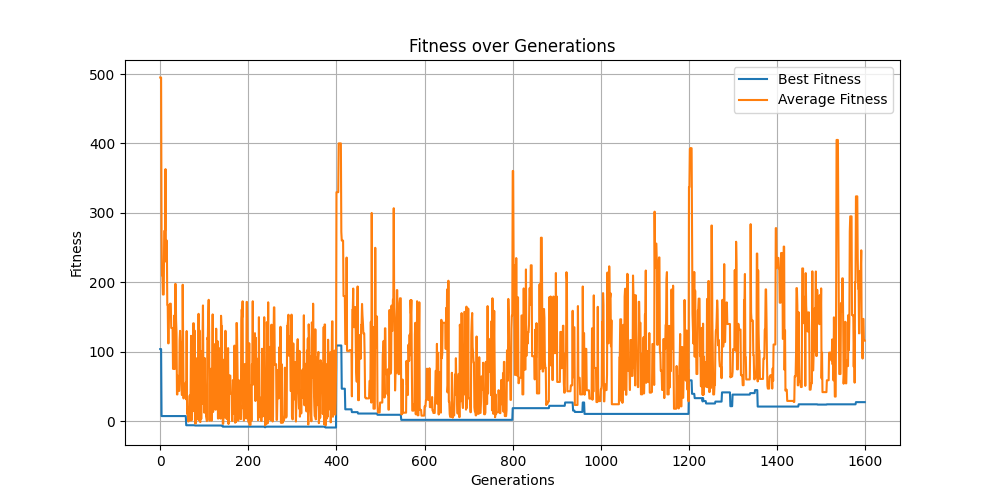 Fitness over Generations
Best Fitness
Average Fitness
500
400
300
200
100
0
Fitness
0 200 400 600 800 1000 1200 1400 1600
Generations